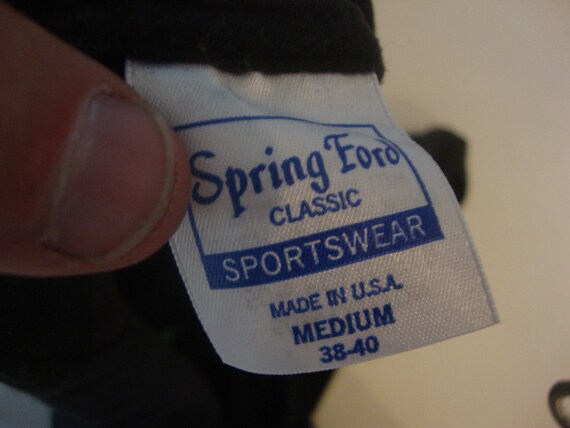 Spring Ford
CLASSIC
SPORTSWEAR
MADE IN U.S.A.
MEDIUM
38-40